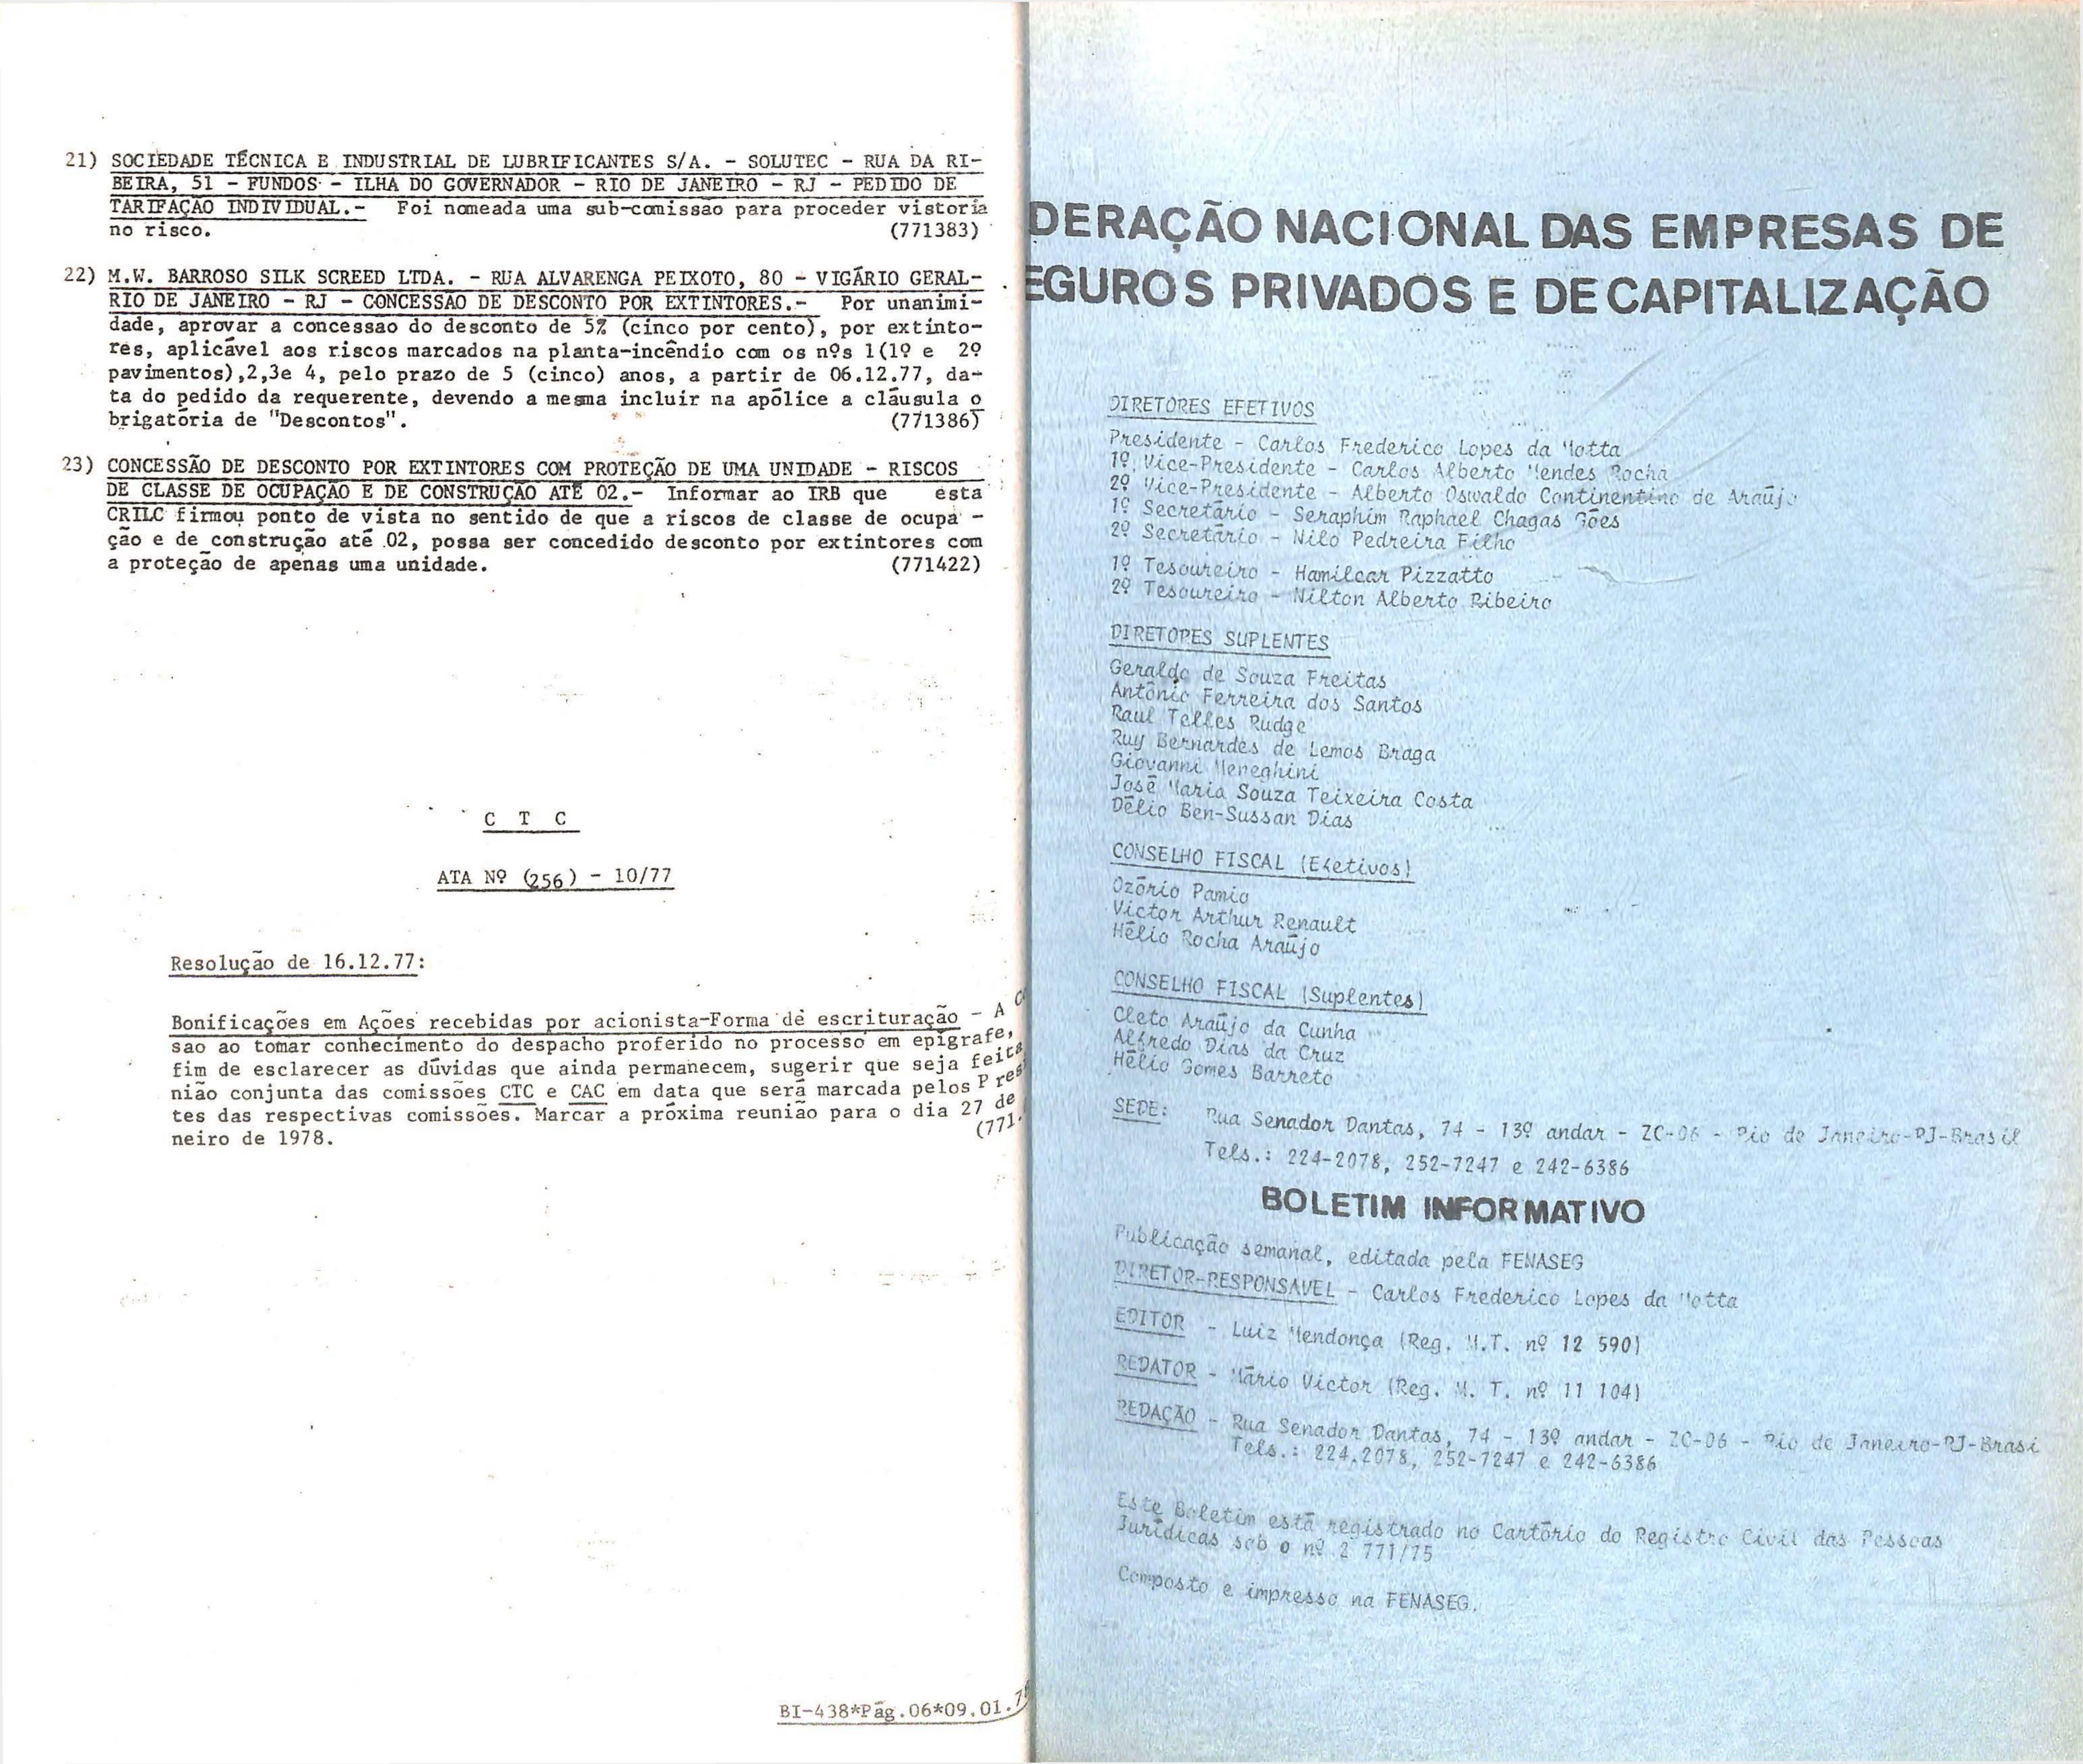 21) SOCIEDADE TÉCNICA E INDUSTRIAL DE LUBRIFICANTES S/A. - SOLUTEC - RUA DA RI-
BEIRA, 51 - FUNDOS - ILHA DO GOVERNADOR - RIO DE JANEIRO - RJ - PEDIDO DE
TARIFAÇÃO INDIVIDUAL.- Foi nomeada uma sub-comissão para proceder vistoria
no risco. (771383)
22) M.W. BARROSO SILK SCREED LTDA. - RUA ALVARENGA PEIXOTO, 80 - VIGÁRIO GERAL-
RIO DE JANEIRO - RJ - CONCESSÃO DE DESCONTO POR EXTINTORES.- Por unanimi-
dade, aprovar a concessão do desconto de 5% (cinco por cento), por extinto-
res, aplicável aos riscos marcados na planta-incêndio com os nºs 1(1º e 2º
pavimentos),2,3e 4, pelo prazo de 5 (cinco) anos, a partir de 06.12.77, da-
ta do pedido da requerente, devendo a mesma incluir na apólice a cláusula o
brigatória de "Descontos". (771386)
23) CONCESSÃO DE DESCONTO POR EXTINTORES COM PROTEÇÃO DE UMA UNIDADE - RISCOS
DE CLASSE DE OCUPAÇÃO E DE CONSTRUÇÃO ATÉ 02.- Informar ao IRB que esta
CRILC firmou ponto de vista no sentido de que a riscos de classe de ocupa -
ção e de construção até 02, possa ser concedido desconto por extintores com
a proteção de apenas uma unidade. (771422)
C T C
ATA Nº (256) - 10/77
Resolução de 16.12.77:
Bonificações em Ações recebidas por acionista-Forma de escrituração - A
são ao tomar conhecimento do despacho proferido no processo em epígrafe,
fim de esclarecer as dúvidas que ainda permanecem, sugerir que seja feita
nião conjunta das comissões CTC e CAC em data que será marcada pelos Pres
tes das respectivas comissões. Marcar a próxima reunião para o dia 27 de
neiro de 1978. (771.
BI-438*Pág.06*09.01.7
DERAÇÃO NACIONAL DAS EMPRESAS DE
EGUROS PRIVADOS E DE CAPITALIZAÇÃO
DIRETORES EFETIVOS
Presidente - Carlos Frederico Lopes da Motta
1º Vice-Presidente - Carlos Alberto Mendes Rocha
2º Vice-Presidente - Alberto Oswaldo Continentino de Araújo
1º Secretário - Seraphim Raphael Chagas Góes
2º Secretário - Nilo Pedreira Filho
1º Tesoureiro - Hamilcar Pizzatto
2º Tesoureiro - Nilton Alberto Ribeiro
DIRETORES SUPLENTES
Geraldo de Souza Freitas
Antônio Ferreira dos Santos
Raul Telles Rudge
Ruy Bernardes de Lemos Braga
Giovanni Meneghini
José Maria Souza Teixeira Costa
Délio Ben-Sussan Dias
CONSELHO FISCAL (Efetivos)
Ozório Pamio
Victor Arthur Renault
Hélio Rocha Araújo
CONSELHO FISCAL (Suplentes)
Cleto Araújo da Cunha
Alfredo Dias da Cruz
Hélio Gomes Barreto
SEDE: Rua Senador Dantas, 74 - 13º andar - ZC-06 - Rio de Janeiro-RJ-Brasil
Tels.: 224-2078, 252-7247 e 242-6386
BOLETIM INFORMATIVO
Publicação semanal, editada pela FENASEG
DIRETOR-RESPONSAVEL - Carlos Frederico Lopes da Motta
EDITOR - Luiz Mendonça (Reg. M.T. nº 12 590)
REDATOR - Mário Victor (Reg. M. T. nº 11 104)
REDAÇÃO - Rua Senador Dantas, 74 - 13º andar - ZC-06 - Rio de Janeiro-RJ-Brasi
Tels.: 224.2078, 252-7247 e 242-6386
Este Boletim está registrado no Cartório do Registro Civil das Pessoas
Jurídicas sob o nº 2 771/75
Composto e impresso na FENASEG.